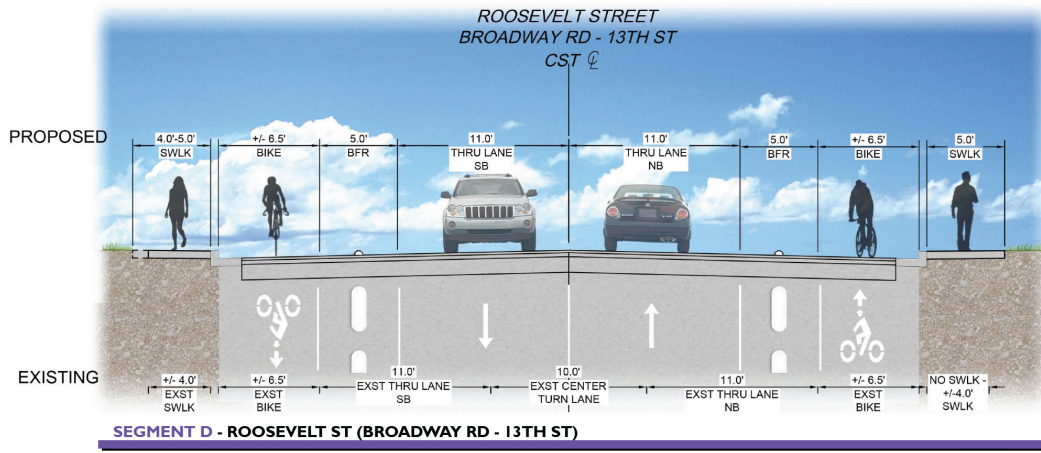 ROOSEVELT STREET
BROADWAY RD - 13TH ST
CST ℄
PROPOSED
4.0'-5.0'
SWLK
+/- 6.5'
BIKE
5.0'
BFR
11.0'
THRU LANE
SB
11.0'
THRU LANE
NB
5.0'
BFR
+/- 6.5'
BIKE
5.0'
SWLK
EXISTING
+/- 4.0'
EXST
SWLK
+/- 6.5'
EXST
BIKE
11.0'
EXST THRU LANE
SB
10.0'
EXST CENTER
TURN LANE
11.0'
EXST THRU LANE
NB
+/- 6.5'
EXST
BIKE
NO SWLK -
+/-4.0'
SWLK
SEGMENT D - ROOSEVELT ST (BROADWAY RD - 13TH ST)